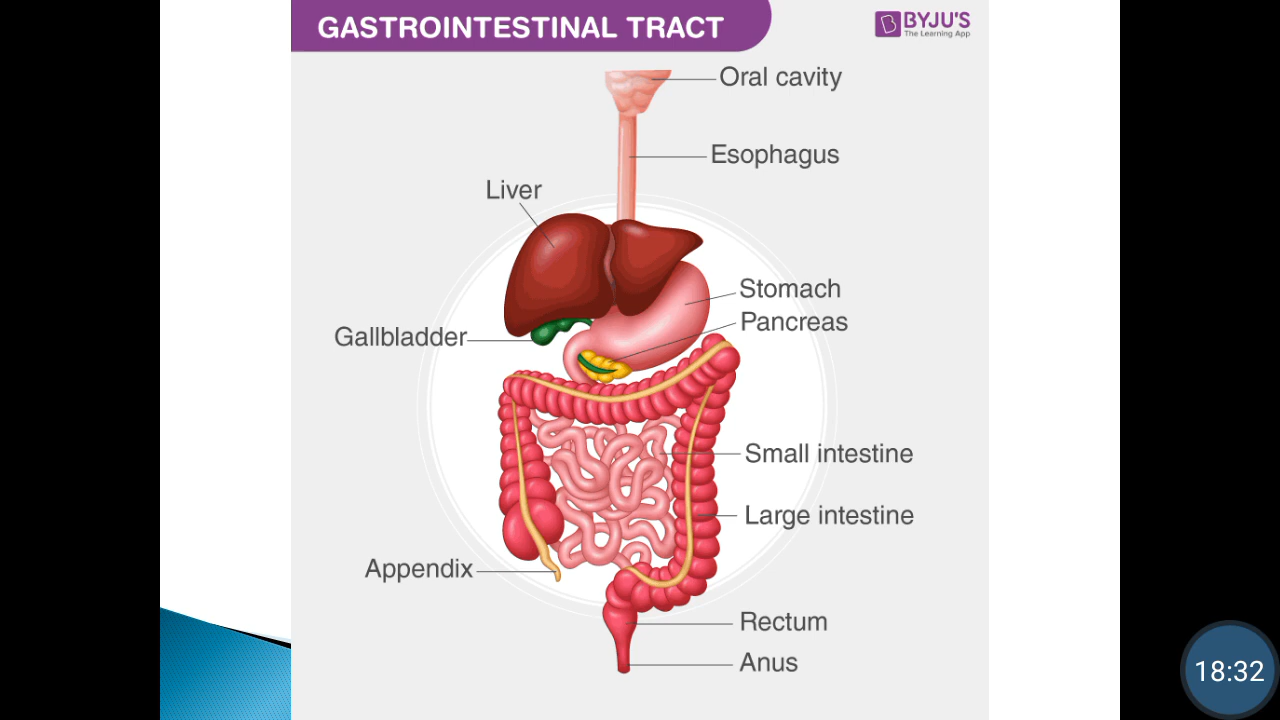 GASTROINTESTINAL TRACT
BYJU'S
The Learning App
Oral cavity
Esophagus
Liver
Stomach
Pancreas
Gallbladder
Small intestine
Large intestine
Appendix
Rectum
Anus
18:32